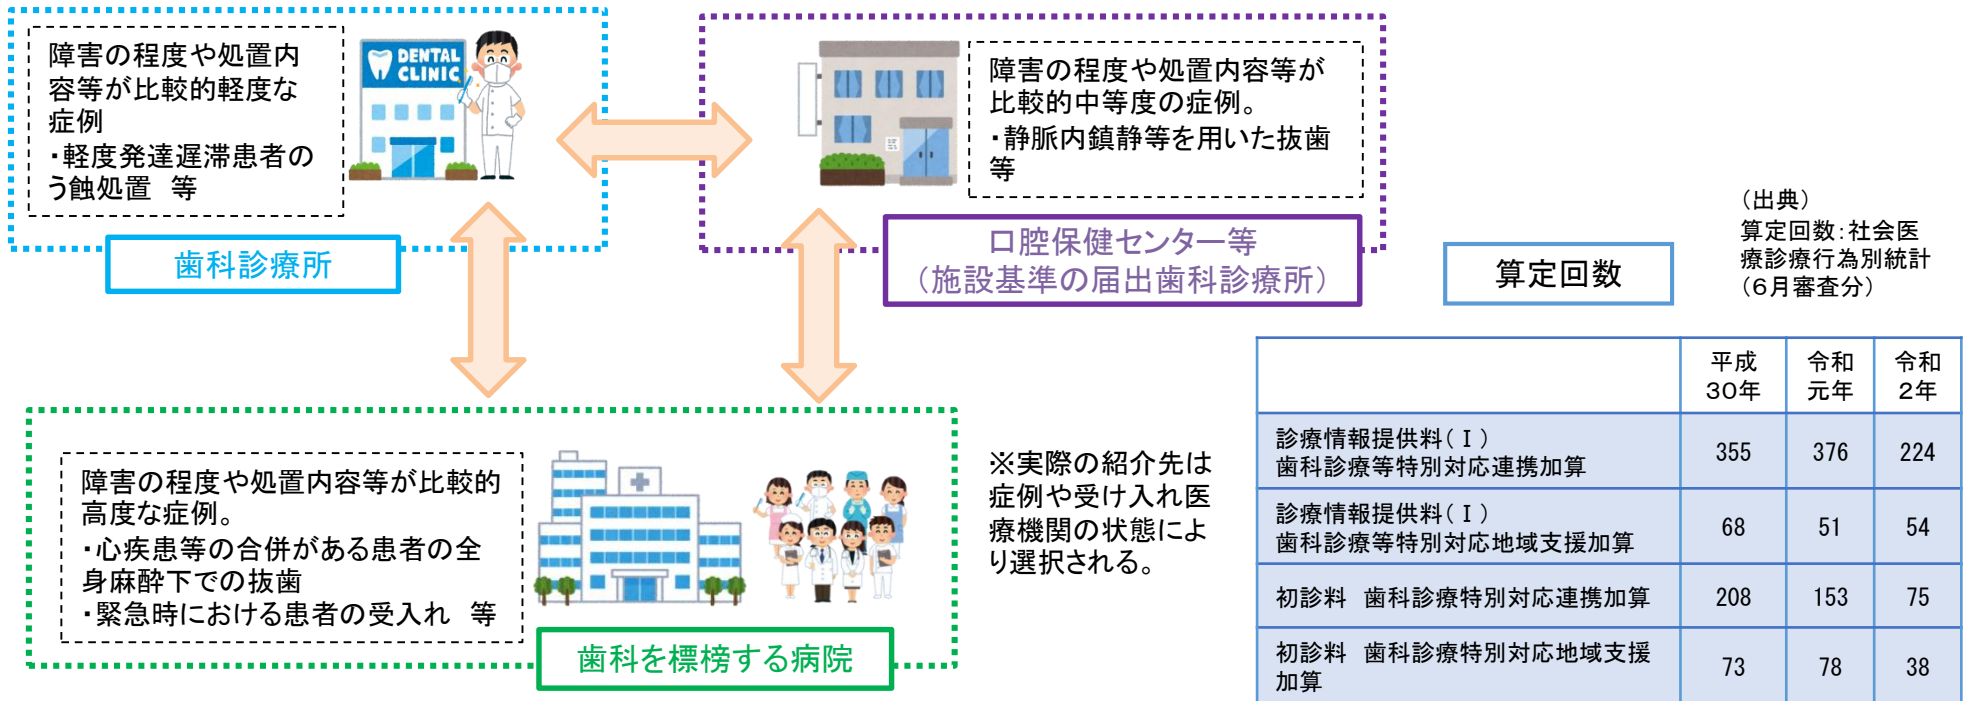 障害の程度や処置内
容等が比較的軽度な
症例
・軽度発達遅滞患者の
う蝕処置　等
DENTAL
CLINIC
歯科診療所
障害の程度や処置内容等が
比較的中等度の症例。
・静脈内鎮静等を用いた抜歯
等
口腔保健センター等
（施設基準の届出歯科診療所）
障害の程度や処置内容等が比較的
高度な症例。
・心疾患等の合併がある患者の全
身麻酔下での抜歯
・緊急時における患者の受入れ　等
歯科を標榜する病院
※実際の紹介先は
症例や受け入れ医
療機関の状態によ
り選択される。
算定回数
（出典）
算定回数：社会医
療診療行為別統計
（６月審査分）
平成
30年
令和
元年
令和
2年
診療情報提供料（Ⅰ）
歯科診療等特別対応連携加算
355
376
224
診療情報提供料（Ⅰ）
歯科診療等特別対応地域支援加算
68
51
54
初診料　歯科診療特別対応連携加算
208
153
75
初診料　歯科診療特別対応地域支援
加算
73
78
38